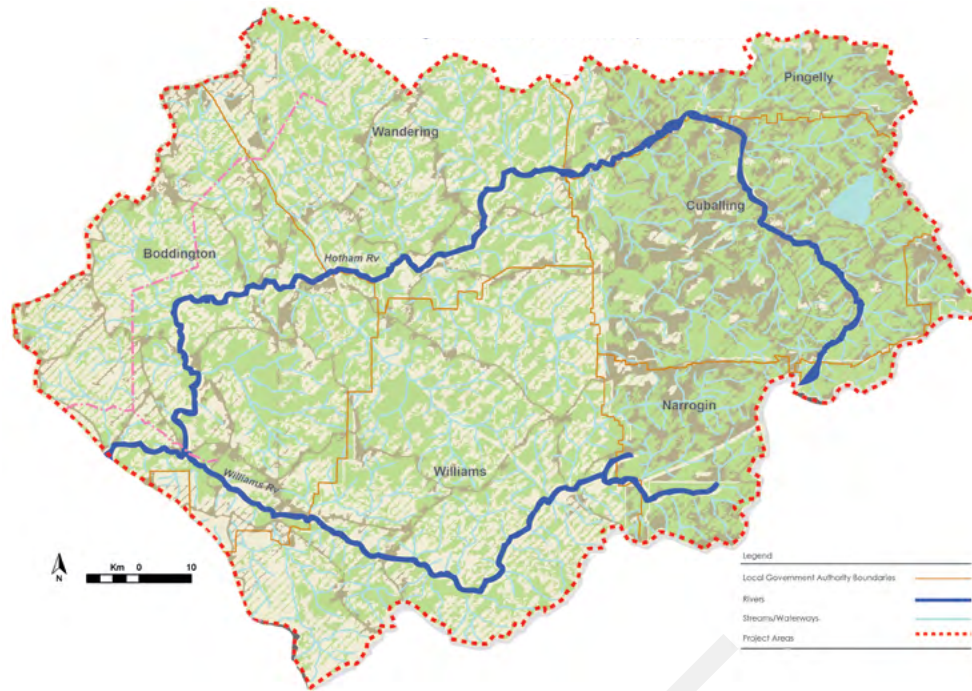 Pingelly
Wandering
Cuballing
Boddington
Hotham Rv
Narrogin
Williams
Williams Rv
N
Km 0 10
Legend
Local Government Authority Boundaries
Rivers
Streams/Waterways
Project Areas